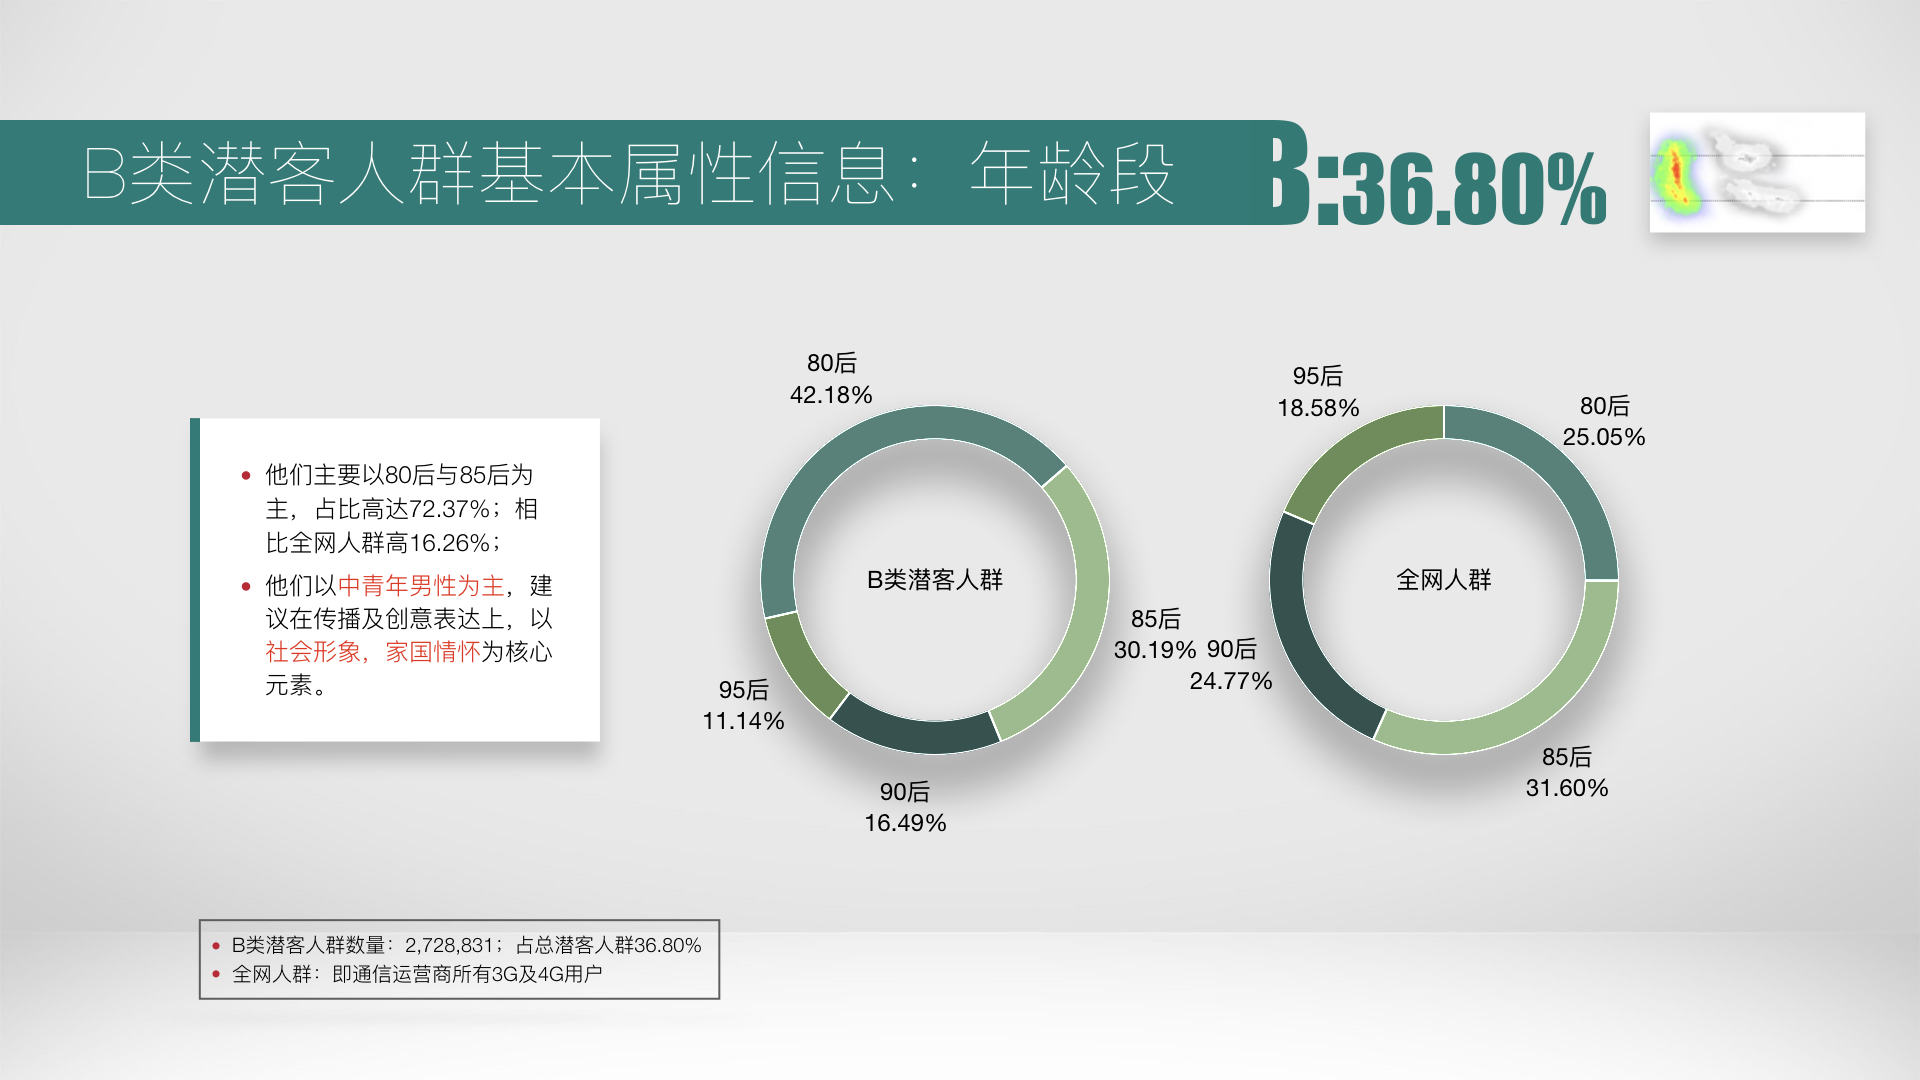 B类潜客人群基本属性信息： 年龄段
B:36.80%
80后
42.18%
95后
18.58%
80后
25.05%
他们主要以80后与85后为
主，占比高达72.37%；相
比全网人群高16.26%；
他们以中青年男性为主，建
议在传播及创意表达上，以
社会形象，家国情怀为核心
元素。
B类潜客人群
全网人群
85后
30.19%
90后
24.77%
95后
11.14%
85后
31.60%
90后
16.49%
B类潜客人群数量：2,728,831；占总潜客人群36.80%
全网人群：即通信运营商所有3G及4G用户